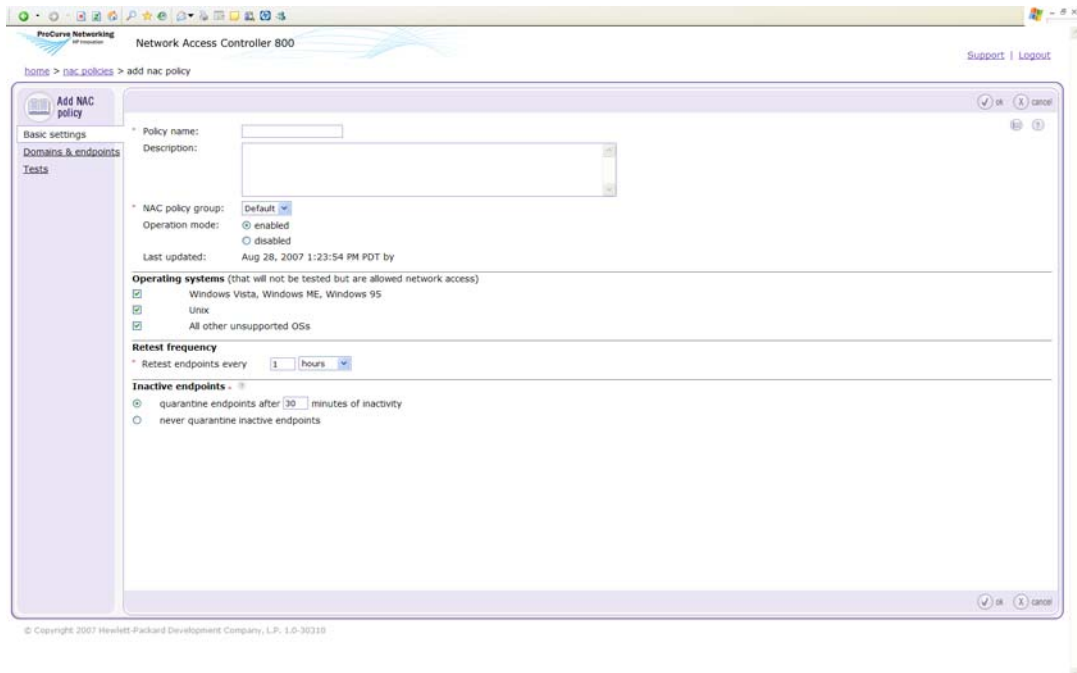 ProCurve Networking
HP Innovation
Network Access Controller 800
Support | Logout
home > nac policies > add nac policy
Add NAC
policy
ok cancel
Basic settings
Domains & endpoints
Tests
* Policy name:
Description:
* NAC policy group: Default
Operation mode: enabled
disabled
Last updated: Aug 28, 2007 1:23:54 PM PDT by
Operating systems (that will not be tested but are allowed network access)
Windows Vista, Windows ME, Windows 95
Unix
All other unsupported OSs
Retest frequency
* Retest endpoints every 1 hours
Inactive endpoints - ?
quarantine endpoints after 30 minutes of inactivity
never quarantine inactive endpoints
ok cancel
© Copyright 2007 Hewlett-Packard Development Company, L.P. 1.0-30310